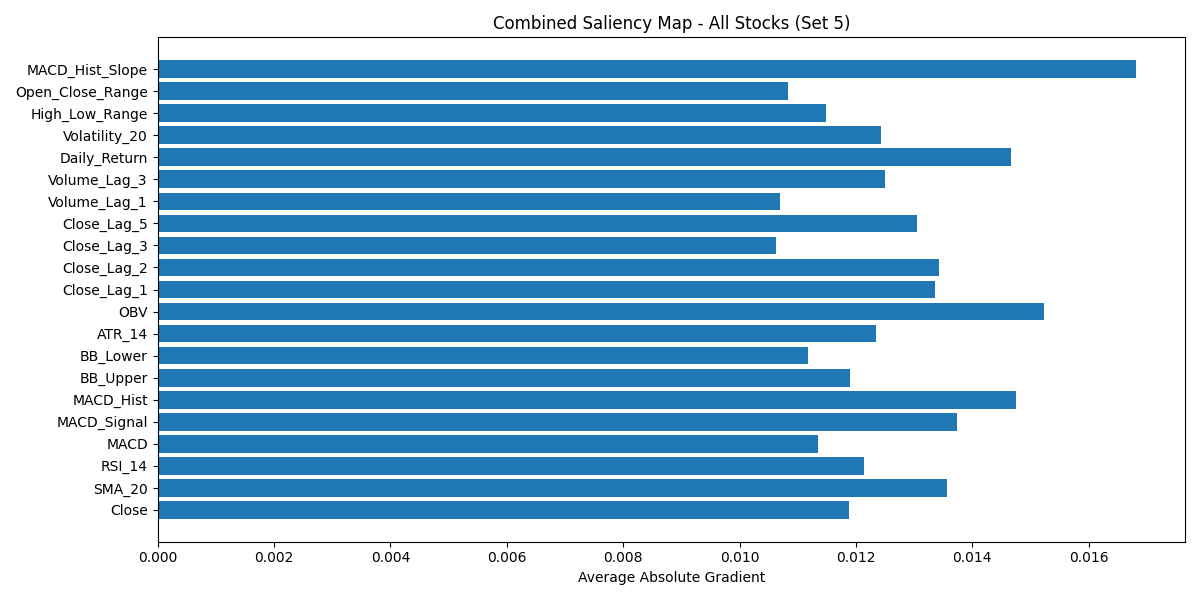 Combined Saliency Map - All Stocks (Set 5)
MACD_Hist_Slope
Open_Close_Range
High_Low_Range
Volatility_20
Daily_Return
Volume_Lag_3
Volume_Lag_1
Close_Lag_5
Close_Lag_3
Close_Lag_2
Close_Lag_1
OBV
ATR_14
BB_Lower
BB_Upper
MACD_Hist
MACD_Signal
MACD
RSI_14
SMA_20
Close
0.000 0.002 0.004 0.006 0.008 0.010 0.012 0.014 0.016
Average Absolute Gradient